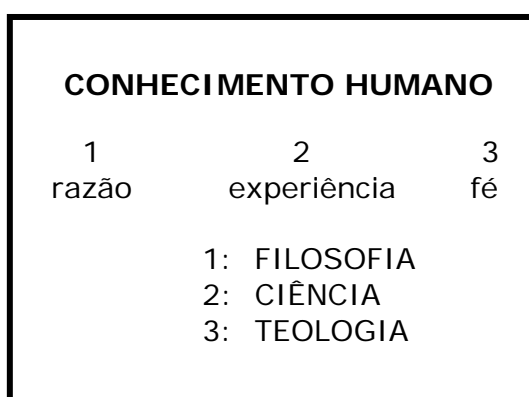 CONHECIMENTO HUMANO
1 2 3
razão experiência fé
1: FILOSOFIA
2: CIÊNCIA
3: TEOLOGIA